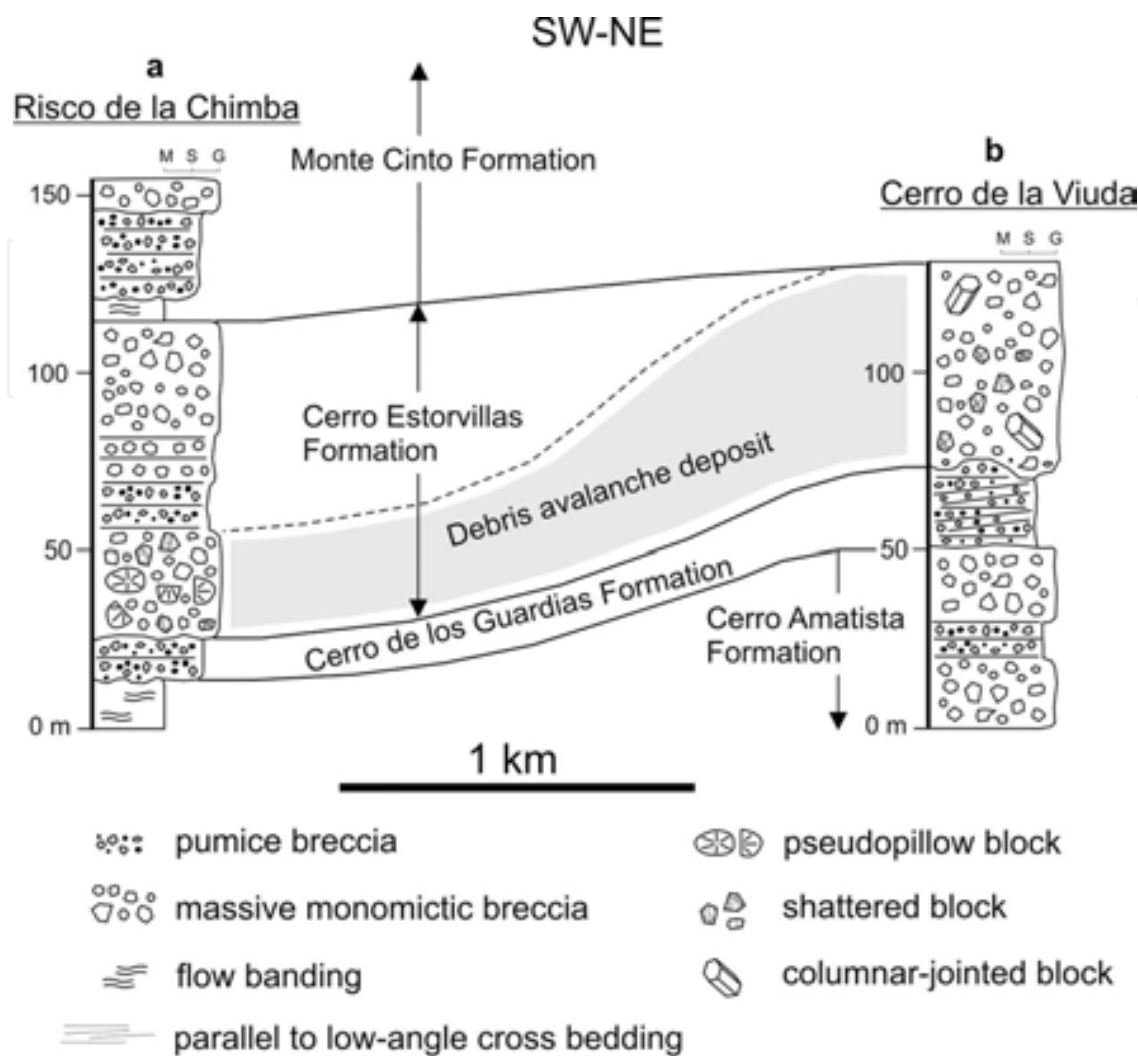 SW-NE
a
Risco de la Chimba
M S G
Monte Cinto Formation
b
Cerro de la Viuda
M S G
150
100
50
0 m
Cerro Estorvillas
Formation
Debris avalanche deposit
Cerro de los Guardias Formation
Cerro Amatista
Formation
100
50
0 m
1 km
pumice breccia
massive monomictic breccia
flow banding
parallel to low-angle cross bedding
pseudopillow block
shattered block
columnar-jointed block